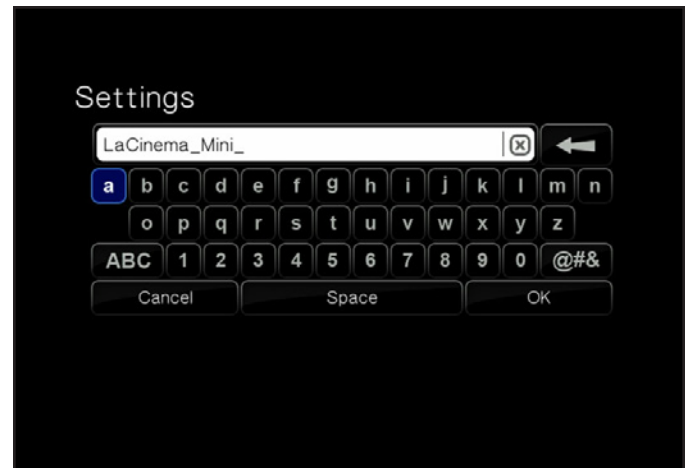 Settings
LaCinema_Mini_
a b c d e f g h i j k l m n
o p q r s t u v w x y z
ABC 1 2 3 4 5 6 7 8 9 0 @#&
Cancel Space OK